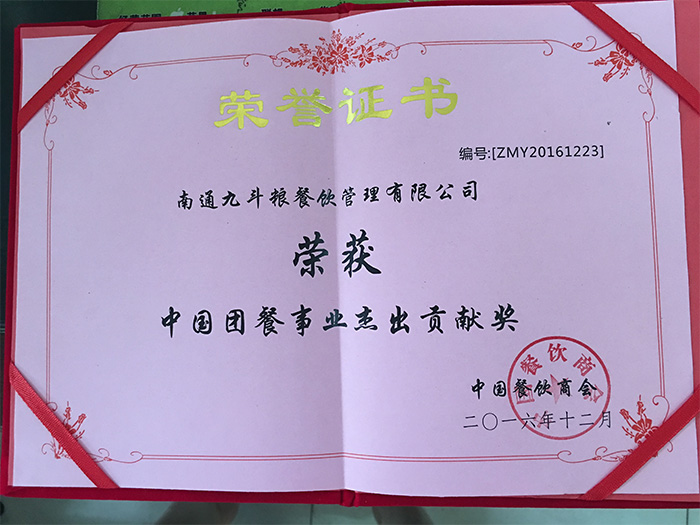 荣誉证书
编号:[ZMY20161223]
南通九斗粮餐饮管理有限公司
荣获
中国团餐事业杰出贡献奖
中国餐饮商会
二〇一六年十二月